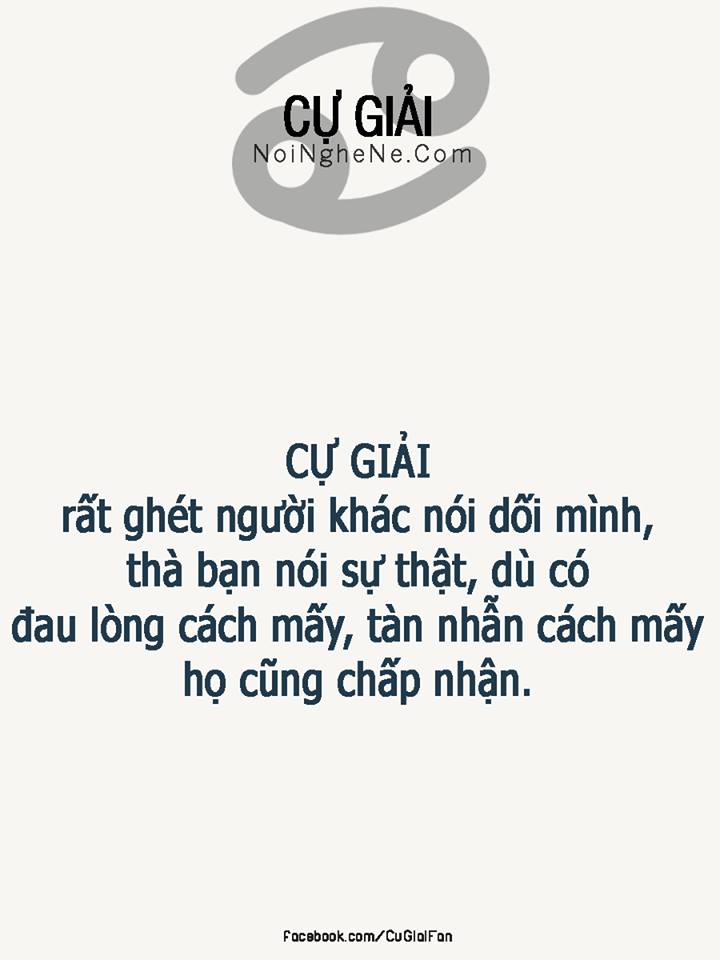 CỰ GIẢI
NoiNgheNe.Com
CỰ GIẢI
rất ghét người khác nói dối mình,
thà bạn nói sự thật, dù có
đau lòng cách mấy, tàn nhẫn cách mấy
họ cũng chấp nhận.
facebook.com/CuGiaiFan